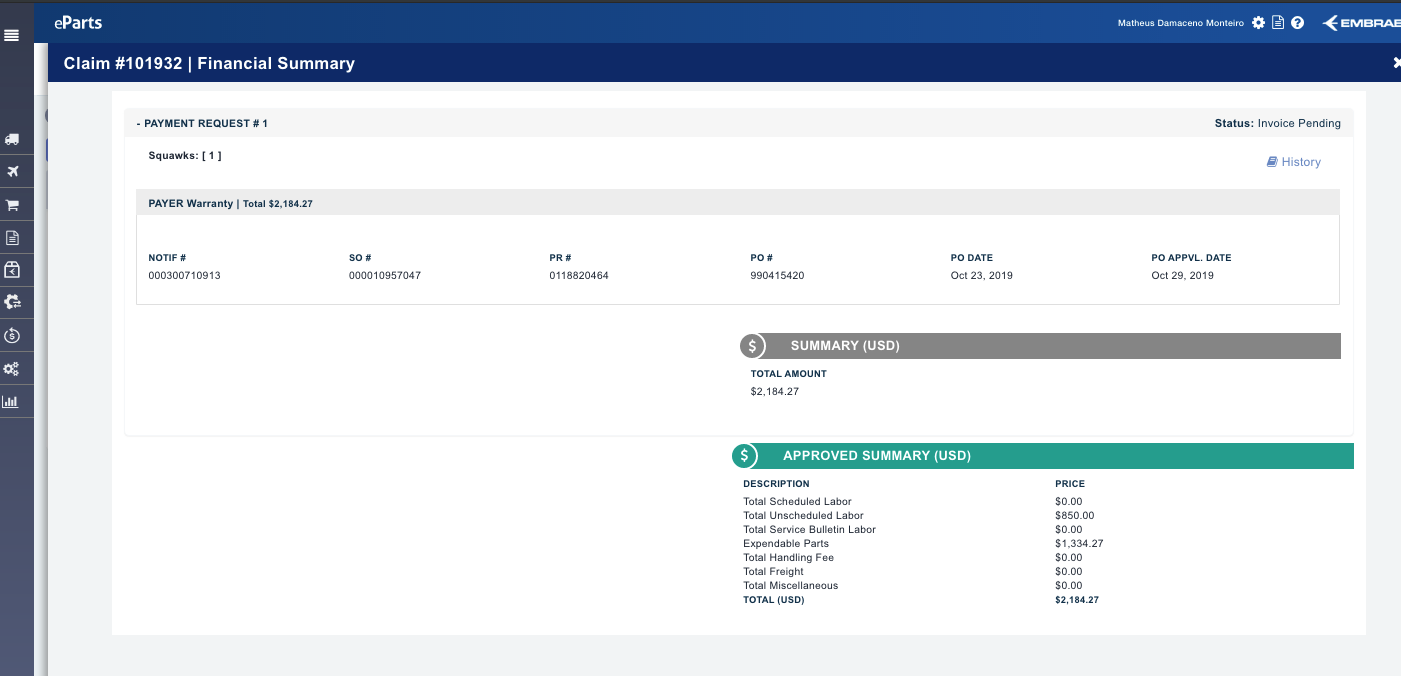 eParts
Matheus Damaceno Monteiro
EMBRAE
Claim #101932 | Financial Summary
- PAYMENT REQUEST # 1
Status: Invoice Pending
Squawks: [ 1 ]
History
PAYER Warranty | Total $2,184.27
NOTIF # SO # PR # PO # PO DATE PO APPVL. DATE
000300710913 000010957047 0118820464 990415420 Oct 23, 2019 Oct 29, 2019
$ SUMMARY (USD)
TOTAL AMOUNT
$2,184.27
$ APPROVED SUMMARY (USD)
DESCRIPTION PRICE
Total Scheduled Labor $0.00
Total Unscheduled Labor $850.00
Total Service Bulletin Labor $0.00
Expendable Parts $1,334.27
Total Handling Fee $0.00
Total Freight $0.00
Total Miscellaneous $0.00
TOTAL (USD) $2,184.27